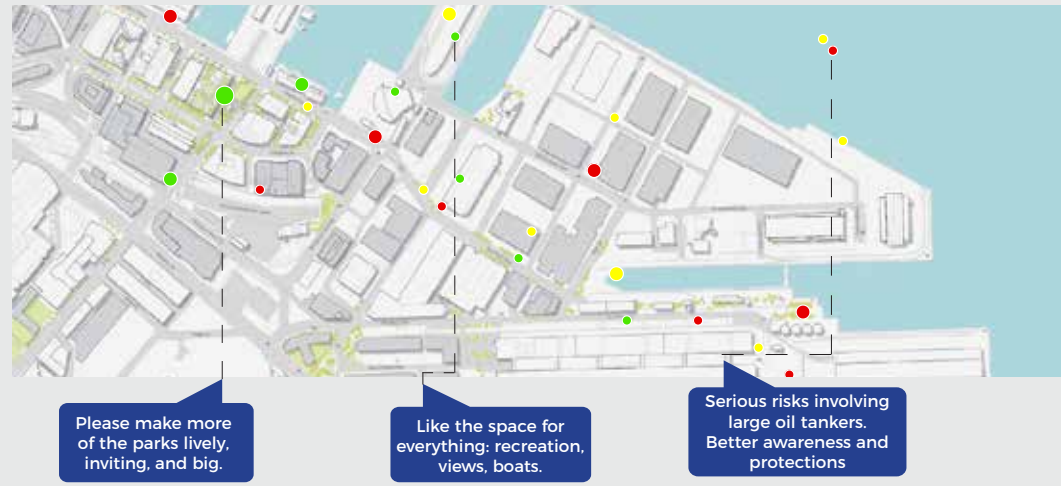 Please make more
of the parks lively,
inviting, and big.
Like the space for
everything: recreation,
views, boats.
Serious risks involving
large oil tankers.
Better awareness and
protections